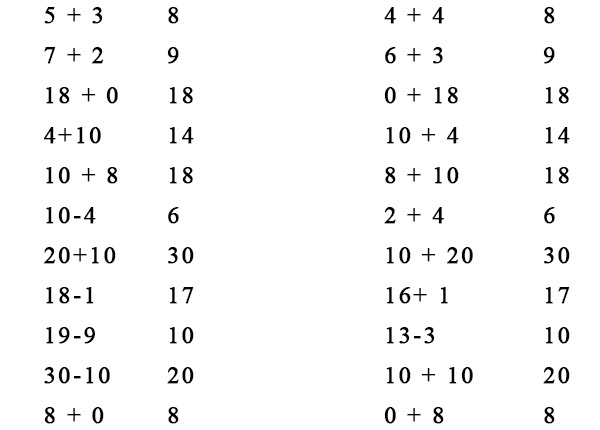 5 + 3 8 4 + 4 8
7 + 2 9 6 + 3 9
18 + 0 18 0 + 18 18
4+10 14 10 + 4 14
10 + 8 18 8 + 10 18
10-4 6 2 + 4 6
20+10 30 10 + 20 30
18-1 17 16+ 1 17
19-9 10 13-3 10
30-10 20 10 + 10 20
8 + 0 8 0 + 8 8